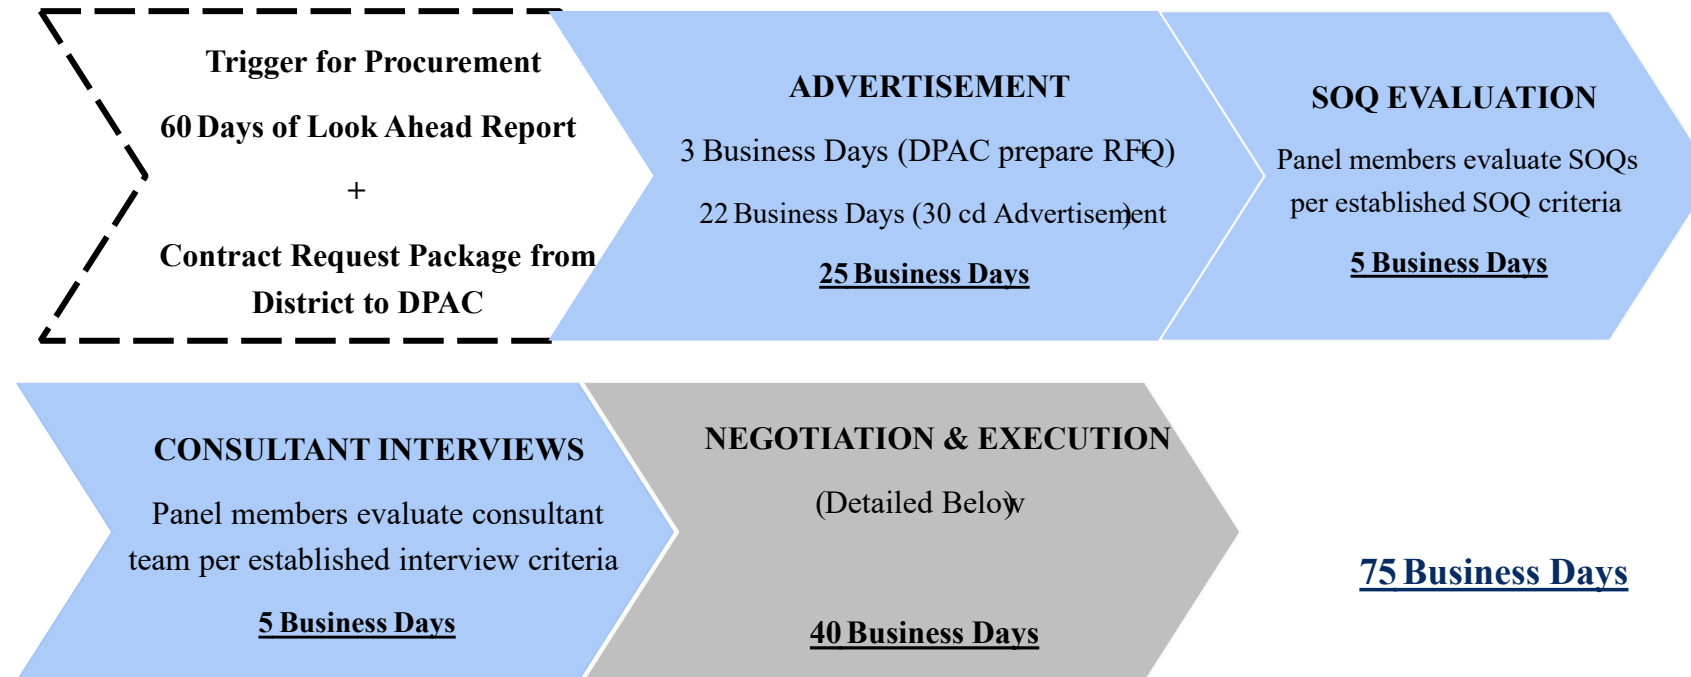 Trigger for Procurement
60 Days of Look Ahead Report
+
Contract Request Package from
District to DPAC
ADVERTISEMENT
3 Business Days (DPAC prepare RFQ) +
22 Business Days (30 cd Advertisement)
25 Business Days
SOQ EVALUATION
Panel members evaluate SOQs
per established SOQ criteria
5 Business Days
CONSULTANT INTERVIEWS
Panel members evaluate consultant
team per established interview criteria
5 Business Days
NEGOTIATION & EXECUTION
(Detailed Below)
40 Business Days
75 Business Days